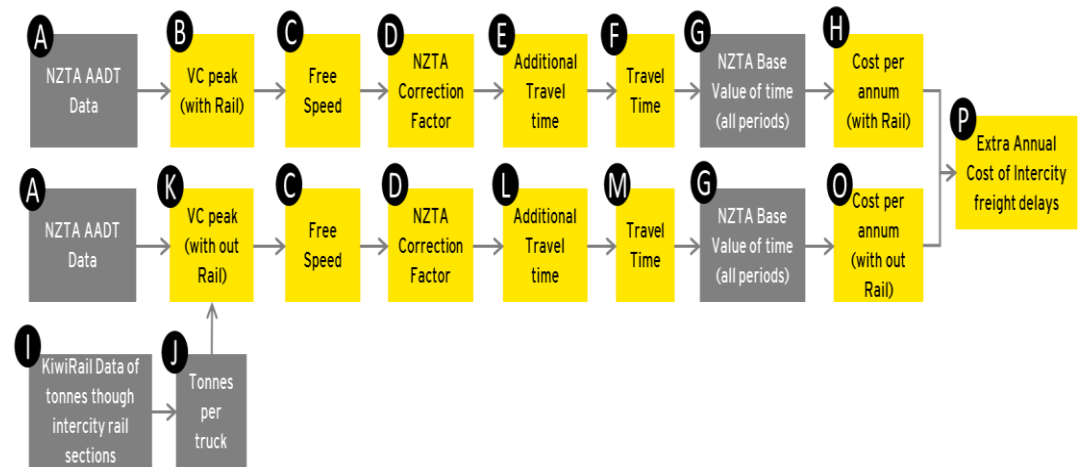 A
NZTA AADT
Data
B
VC peak
(with Rail)
C
Free
Speed
D
NZTA
Correction
Factor
E
Additional
Travel
time
F
Travel
Time
G
NZTA Base
Value of time
(all periods)
H
Cost per
annum
(with Rail)
P
Extra Annual
Cost of Intercity
freight delays
A
NZTA AADT
Data
K
VC peak
(with out
Rail)
C
Free
Speed
D
NZTA
Correction
Factor
L
Additional
Travel
time
M
Travel
Time
G
NZTA Base
Value of time
(all periods)
O
Cost per
annum
(with out
Rail)
I
KiwiRail Data of
tonnes though
intercity rail
sections
J
Tonnes
per
truck